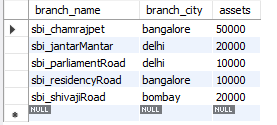 branch_name branch_city assets
sbi_chamrajpet bangalore 50000
sbi_jantarMantar delhi 20000
sbi_parliamentRoad delhi 10000
sbi_residencyRoad bangalore 10000
sbi_shivajiRoad bombay 20000
NULL NULL NULL